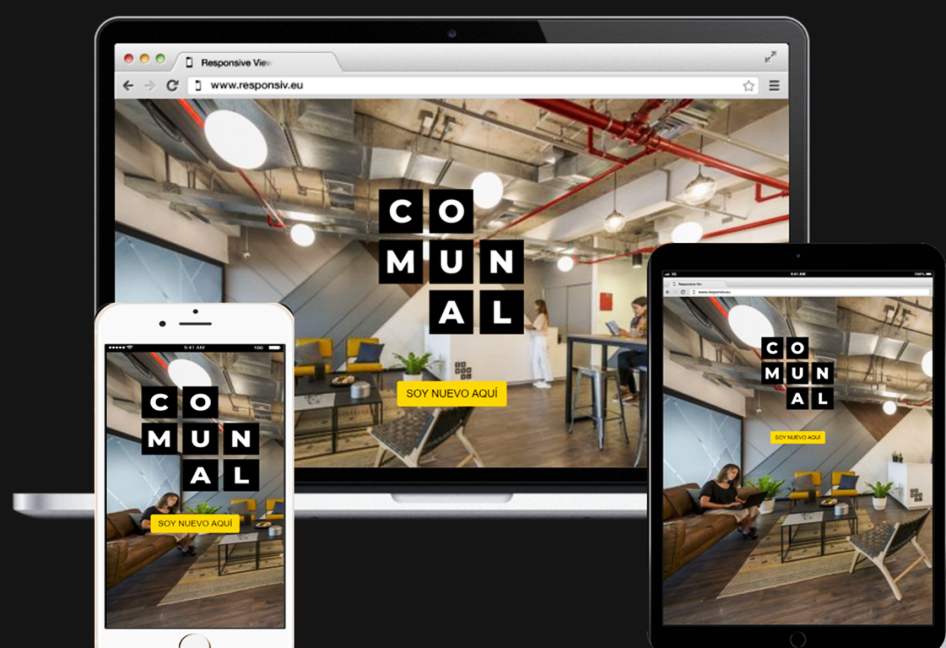 Responsive View
www.responsiv.eu
CO
MUN
AL
SOY NUEVO AQUÍ
9:41 AM
100
CO
MUN
AL
SOY NUEVO AQUÍ
9:41 AM
100%
Responsive View
www.responsiv.eu
CO
MUN
AL
SOY NUEVO AQUÍ